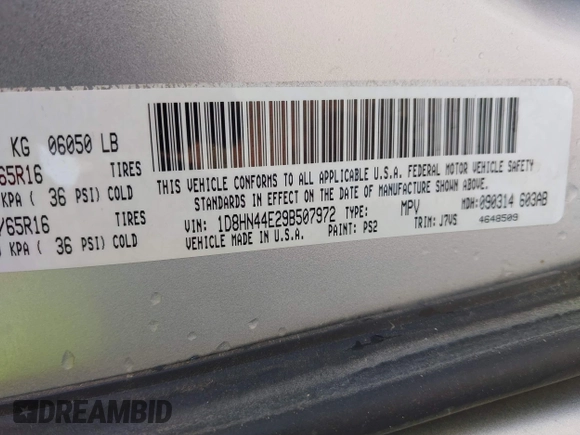 KG 06050 LB
65R16 TIRES
KPA ( 36 PSI) COLD
/65R16 TIRES
KPA ( 36 PSI) COLD
THIS VEHICLE CONFORMS TO ALL APPLICABLE U.S.A. FEDERAL MOTOR VEHICLE SAFETY
STANDARDS IN EFFECT ON THE DATE OF MANUFACTURE SHOWN ABOVE.
VIN: 1D8HN44E29B507972 TYPE: MPV MDH: 090314 603AB
VEHICLE MADE IN U.S.A. PAINT: PS2 TRIM: J7VS 4648509
DREAMBID